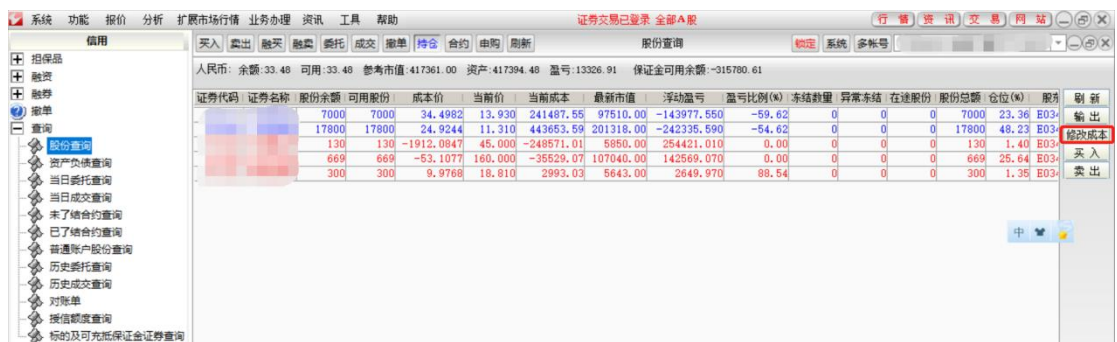 系统 功能 报价 分析 扩展市场行情 业务办理 资讯 工具 帮助 证券交易已登录 全部A股 行情 资讯 交易 网站
信用 买入 卖出 融买 融卖 委托 成交 撤单 持仓 合约 申购 刷新 股份查询 锁定 系统 多帐号
担保品
融资
融券
撤单
查询
股份查询
资产负债查询
当日委托查询
当日成交查询
未了结合约查询
已了结合约查询
普通账户股份查询
历史委托查询
历史成交查询
对账单
授信额度查询
标的及可充抵保证金证券查询
人民币: 余额:33.48 可用:33.48 参考市值:417361.00 资产:417394.48 盈亏:13326.91 保证金可用余额:-315780.61
证券代码 证券名称 股份余额 可用股份 成本价 当前价 当前成本 最新市值 浮动盈亏 盈亏比例(%) 冻结数量 异常冻结 在途股份 股份总额 仓位(%) 股东
7000 7000 34.4982 13.930 241487.55 97510.00 -143977.550 -59.62 0 0 0 7000 23.36 E034
17800 17800 24.9244 11.310 443653.59 201318.00 -242335.590 -54.62 0 0 0 17800 48.23 E034
130 130 -1912.0847 45.000 -248571.01 5850.00 254421.010 0.00 0 0 0 130 1.40 E034
669 669 -53.1077 160.000 -35529.07 107040.00 142569.070 0.00 0 0 0 669 25.64 E034
300 300 9.9768 18.810 2993.03 5643.00 2649.970 88.54 0 0 0 300 1.35 E034
刷新
输出
修改成本
买入
卖出
中